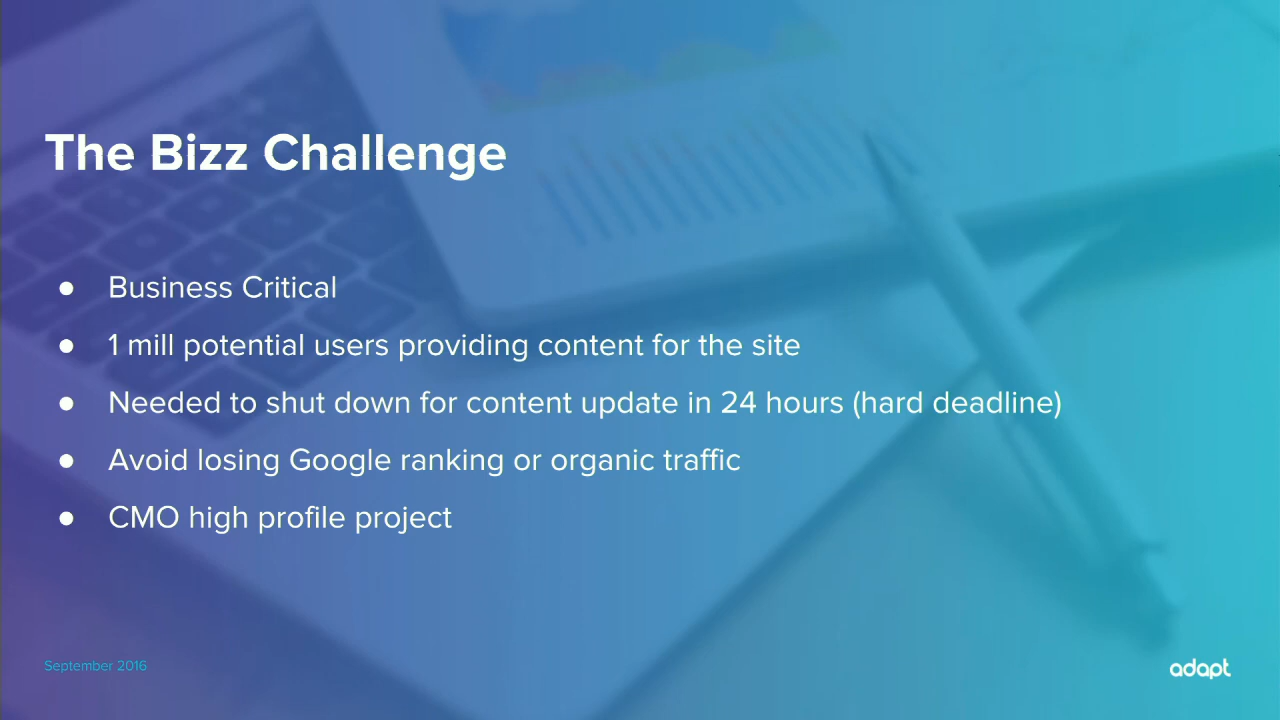 The Bizz Challenge
● Business Critical
● 1 mill potential users providing content for the site
● Needed to shut down for content update in 24 hours (hard deadline)
● Avoid losing Google ranking or organic traffic
● CMO high profile project
September 2016
adapt